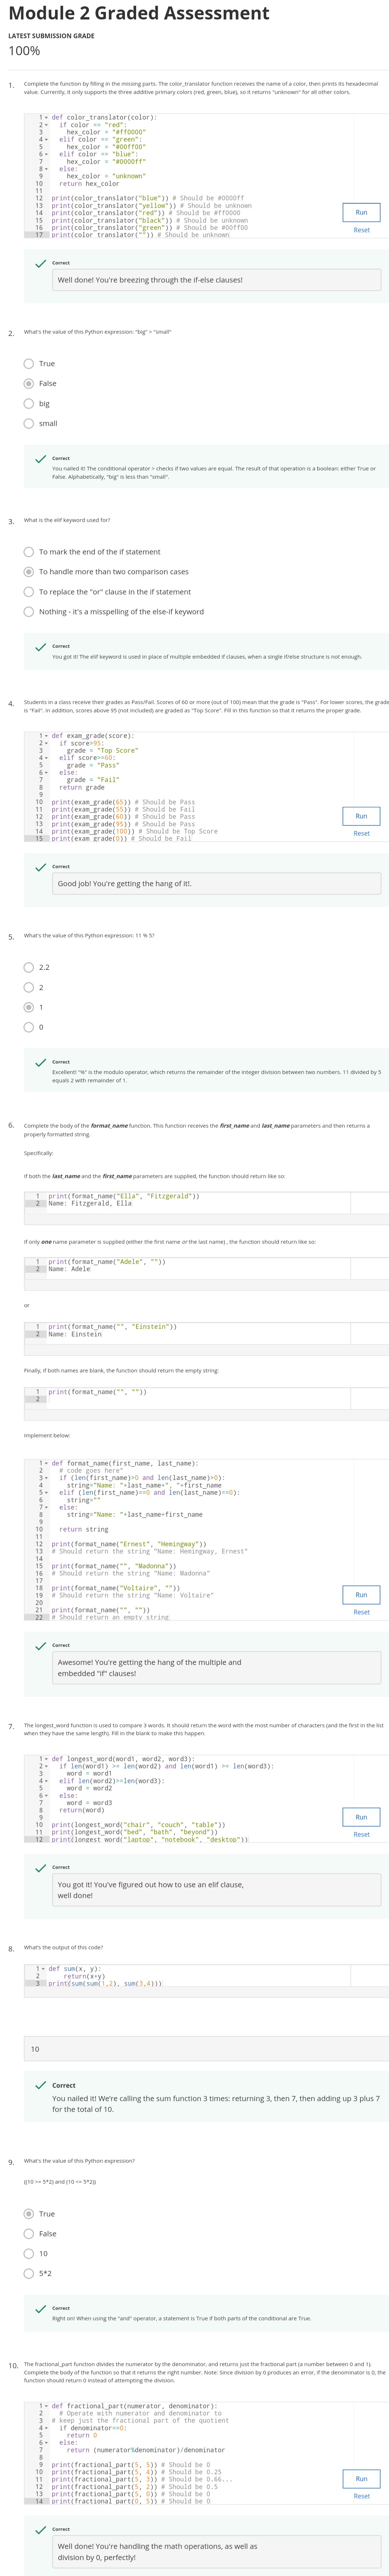 Module 2 Graded Assessment
LATEST SUBMISSION GRADE
100%
1. Complete the function by filling in the missing parts. The color_translator function receives the name of a color, then prints its hexadecimal
value. Currently, it only supports the three additive primary colors (red, green, blue), so it returns "unknown" for all other colors.
1 def color_translator(color):
2 if color == "red":
3 hex_color = "#ff0000"
4 elif color == "green":
5 hex_color = "#00ff00"
6 elif color == "blue":
7 hex_color = "#0000ff"
8 else:
9 hex_color = "unknown"
10 return hex_color
11
12 print(color_translator("blue")) # Should be #0000ff
13 print(color_translator("yellow")) # Should be unknown
14 print(color_translator("red")) # Should be #ff0000
15 print(color_translator("black")) # Should be unknown
16 print(color_translator("green")) # Should be #00ff00
17 print(color_translator("")) # Should be unknown
Run
Reset
Correct
Well done! You're breezing through the if-else clauses!
2. What's the value of this Python expression: "big" > "small"
True
False
big
small
Correct
You nailed it! The conditional operator > checks if two values are equal. The result of that operation is a boolean: either True or
False. Alphabetically, "big" is less than "small".
3. What is the elif keyword used for?
To mark the end of the if statement
To handle more than two comparison cases
To replace the "or" clause in the if statement
Nothing - it's a misspelling of the else-if keyword
Correct
You got it! The elif keyword is used in place of multiple embedded if clauses, when a single if/else structure is not enough.
4. Students in a class receive their grades as Pass/Fail. Scores of 60 or more (out of 100) mean that the grade is "Pass". For lower scores, the grade
is "Fail". In addition, scores above 95 (not included) are graded as "Top Score". Fill in this function so that it returns the proper grade.
1 def exam_grade(score):
2 if score>95:
3 grade = "Top Score"
4 elif score>=60:
5 grade = "Pass"
6 else:
7 grade = "Fail"
8 return grade
9
10 print(exam_grade(65)) # Should be Pass
11 print(exam_grade(55)) # Should be Fail
12 print(exam_grade(60)) # Should be Pass
13 print(exam_grade(95)) # Should be Pass
14 print(exam_grade(100)) # Should be Top Score
15 print(exam_grade(0)) # Should be Fail
Run
Reset
Correct
Good job! You're getting the hang of it!.
5. What's the value of this Python expression: 11 % 5?
2.2
2
1
0
Correct
Excellent! "%" is the modulo operator, which returns the remainder of the integer division between two numbers. 11 divided by 5
equals 2 with remainder of 1.
6. Complete the body of the format_name function. This function receives the first_name and last_name parameters and then returns a
properly formatted string.
Specifically:
If both the last_name and the first_name parameters are supplied, the function should return like so:
1 print(format_name("Ella", "Fitzgerald"))
2 Name: Fitzgerald, Ella
If only one name parameter is supplied (either the first name or the last name) , the function should return like so:
1 print(format_name("Adele", ""))
2 Name: Adele
or
1 print(format_name("", "Einstein"))
2 Name: Einstein
Finally, if both names are blank, the function should return the empty string:
1 print(format_name("", ""))
2
Implement below:
1 def format_name(first_name, last_name):
2 # code goes here"
3 if (len(first_name)>0 and len(last_name)>0):
4 string="Name: "+last_name+", "+first_name
5 elif (len(first_name)==0 and len(last_name)==0):
6 string=""
7 else:
8 string="Name: "+last_name+first_name
9
10 return string
11
12 print(format_name("Ernest", "Hemingway"))
13 # Should return the string "Name: Hemingway, Ernest"
14
15 print(format_name("", "Madonna"))
16 # Should return the string "Name: Madonna"
17
18 print(format_name("Voltaire", ""))
19 # Should return the string "Name: Voltaire"
20
21 print(format_name("", ""))
22 # Should return an empty string
Run
Reset
Correct
Awesome! You're getting the hang of the multiple and
embedded "if" clauses!
7. The longest_word function is used to compare 3 words. It should return the word with the most number of characters (and the first in the list
when they have the same length). Fill in the blank to make this happen.
1 def longest_word(word1, word2, word3):
2 if len(word1) >= len(word2) and len(word1) >= len(word3):
3 word = word1
4 elif len(word2)>=len(word3):
5 word = word2
6 else:
7 word = word3
8 return(word)
9
10 print(longest_word("chair", "couch", "table"))
11 print(longest_word("bed", "bath", "beyond"))
12 print(longest_word("laptop", "notebook", "desktop"))
Run
Reset
Correct
You got it! You've figured out how to use an elif clause,
well done!
8. What's the output of this code?
1 def sum(x, y):
2 return(x+y)
3 print(sum(sum(1,2), sum(3,4)))
10
Correct
You nailed it! We're calling the sum function 3 times: returning 3, then 7, then adding up 3 plus 7
for the total of 10.
9. What's the value of this Python expression?
((10 >= 5*2) and (10 <= 5*2))
True
False
10
5*2
Correct
Right on! When using the "and" operator, a statement is True if both parts of the conditional are True.
10. The fractional_part function divides the numerator by the denominator, and returns just the fractional part (a number between 0 and 1).
Complete the body of the function so that it returns the right number. Note: Since division by 0 produces an error, if the denominator is 0, the
function should return 0 instead of attempting the division.
1 def fractional_part(numerator, denominator):
2 # Operate with numerator and denominator to
3 # keep just the fractional part of the quotient
4 if denominator==0:
5 return 0
6 else:
7 return (numerator%denominator)/denominator
8
9 print(fractional_part(5, 5)) # Should be 0
10 print(fractional_part(5, 4)) # Should be 0.25
11 print(fractional_part(5, 3)) # Should be 0.66...
12 print(fractional_part(5, 2)) # Should be 0.5
13 print(fractional_part(5, 0)) # Should be 0
14 print(fractional_part(0, 5)) # Should be 0
Run
Reset
Correct
Well done! You're handling the math operations, as well as
division by 0, perfectly!